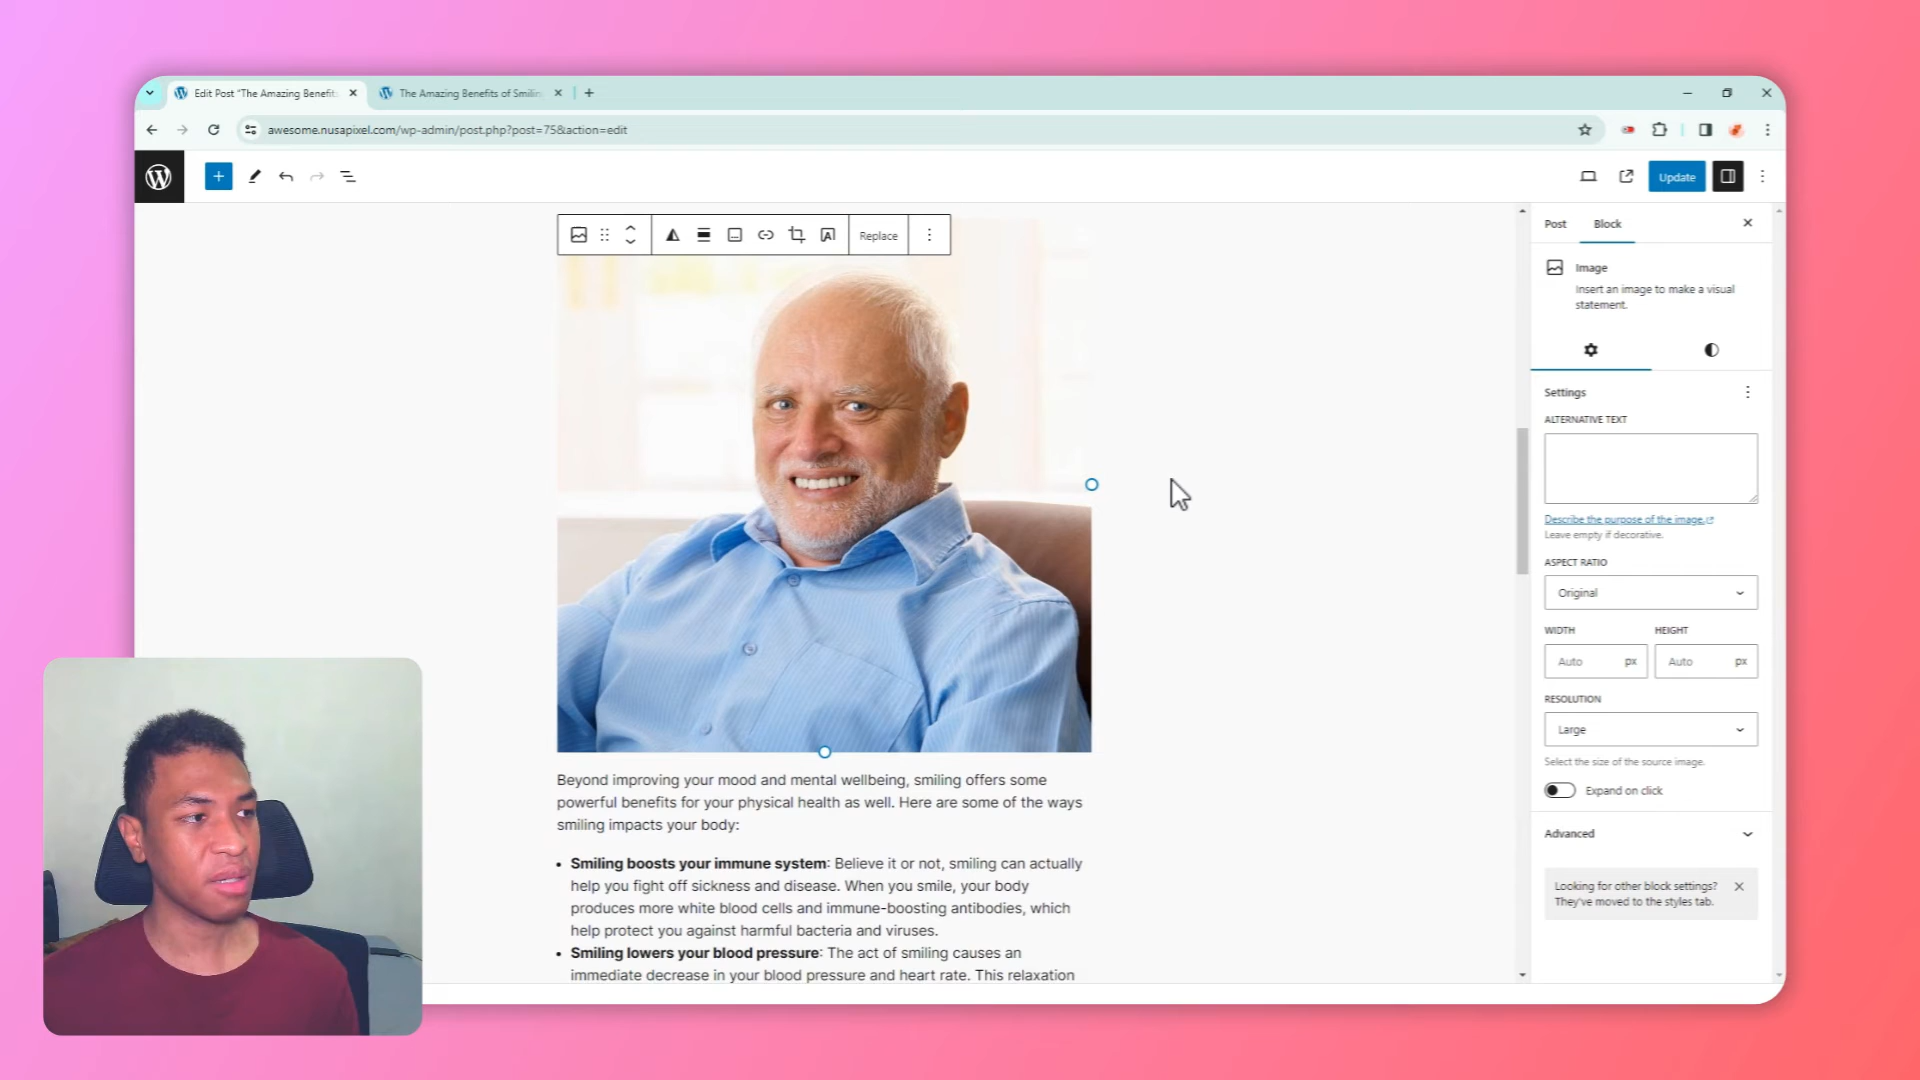 Edit Post "The Amazing Benefits
The Amazing Benefits of Smilin
awesome.nusapixel.com/wp-admin/post.php?post=75&action=edit
Update
Replace
Post
Block
Image
Insert an image to make a visual
statement.
Settings
ALTERNATIVE TEXT
Describe the purpose of the image.
Leave empty if decorative.
ASPECT RATIO
Original
WIDTH
HEIGHT
Auto
px
Auto
px
RESOLUTION
Large
Select the size of the source image.
Expand on click
Advanced
Looking for other block settings?
They've moved to the styles tab.
Beyond improving your mood and mental wellbeing, smiling offers some
powerful benefits for your physical health as well. Here are some of the ways
smiling impacts your body:
• Smiling boosts your immune system: Believe it or not, smiling can actually
help you fight off sickness and disease. When you smile, your body
produces more white blood cells and immune-boosting antibodies, which
help protect you against harmful bacteria and viruses.
• Smiling lowers your blood pressure: The act of smiling causes an
immediate decrease in your blood pressure and heart rate. This relaxation